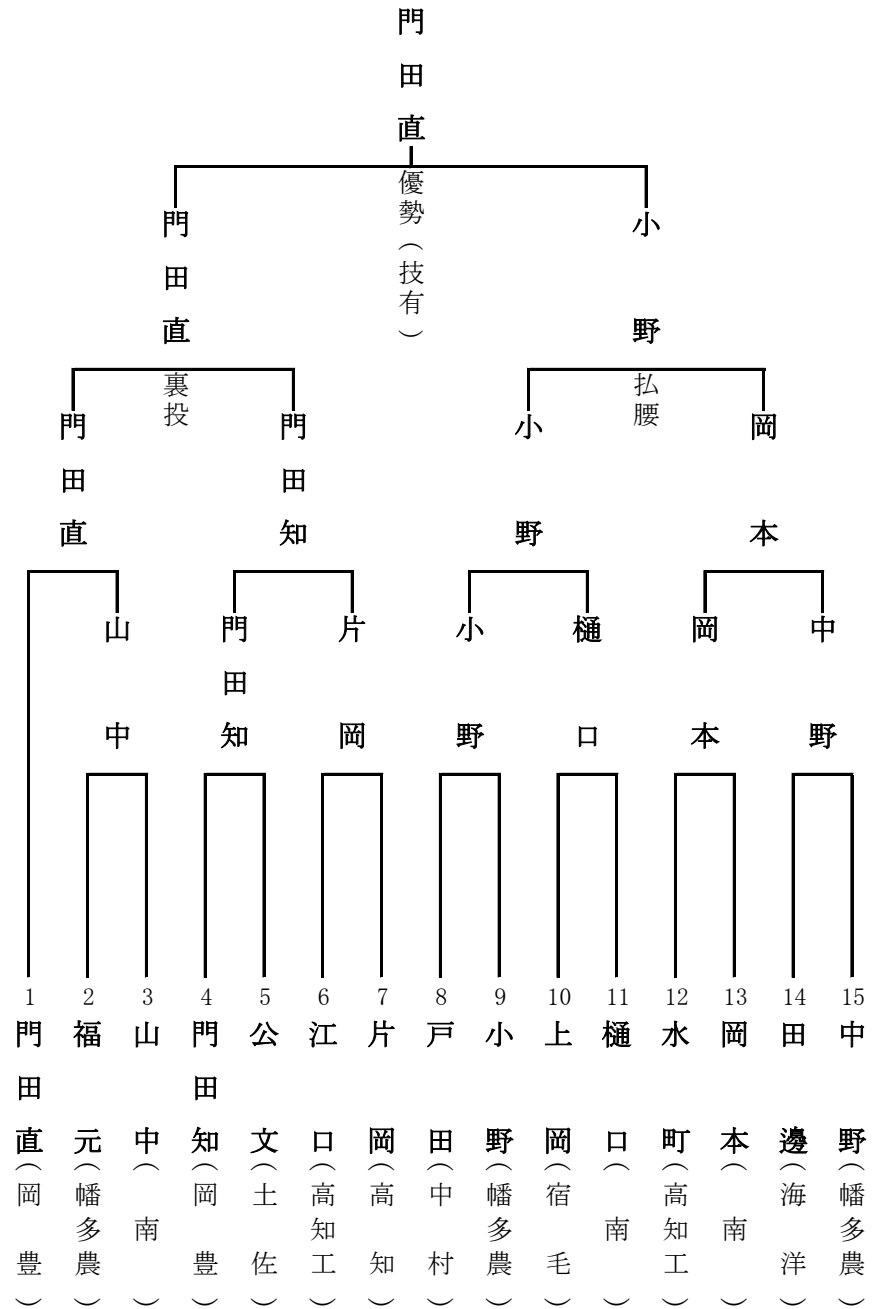 門田直
優勢（技有）
門田直
小野
裏投
払腰
門田直
門田知
小野
岡本
山中
門田知
片岡
小野
樋口
岡本
中野
1 門田直（岡豊）
2 福元（幡多農）
3 山中（南）
4 門田知（岡豊）
5 公文（土佐）
6 江口（高知工）
7 片岡（高知）
8 戸田（中村）
9 小野（幡多農）
10 上岡（宿毛）
11 樋口（南）
12 水町（高知工）
13 岡本（南）
14 田邊（海洋）
15 中野（幡多農）